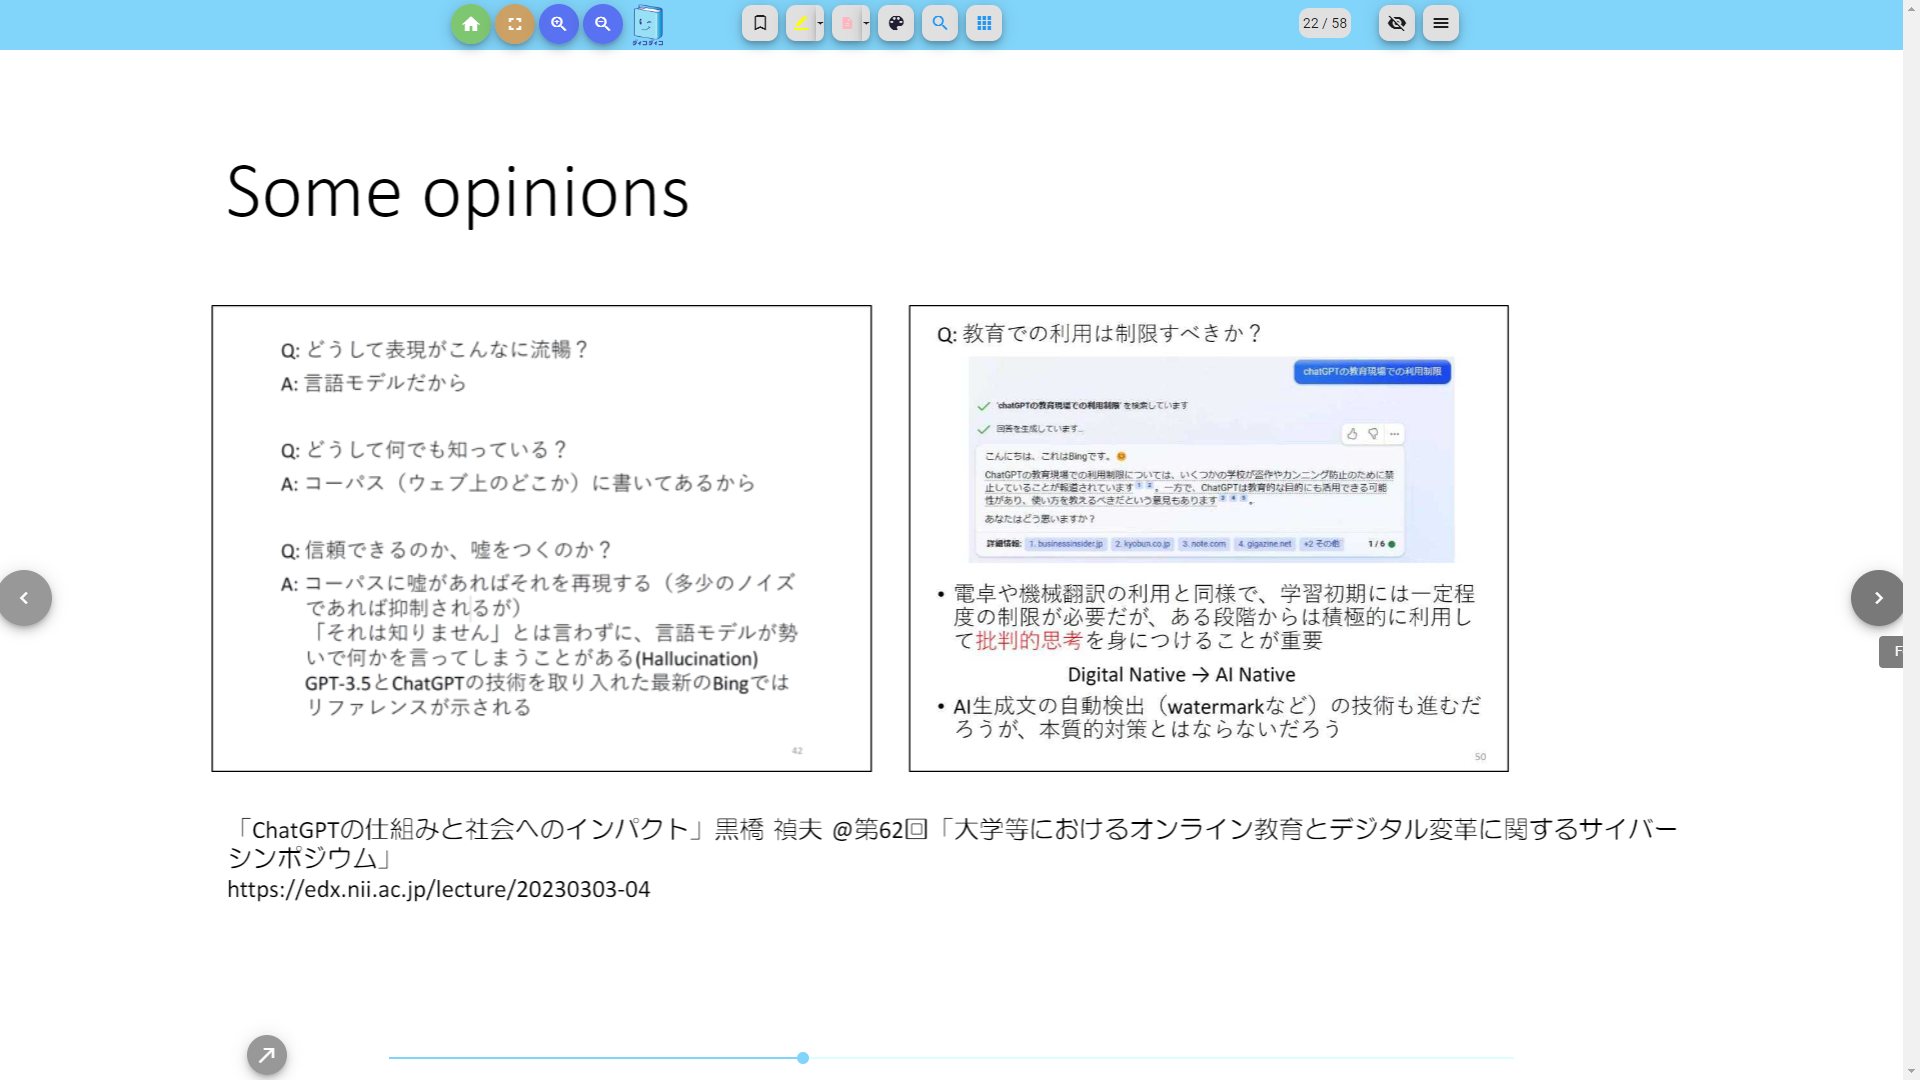 ダイコダイコ
22 / 58
Some opinions
Q: どうして表現がこんなに流暢？
A: 言語モデルだから
Q: どうして何でも知っている？
A: コーパス（ウェブ上のどこか）に書いてあるから
Q: 信頼できるのか、嘘をつくのか？
A: コーパスに嘘があればそれを再現する（多少のノイズ
であれば抑制されるが）
「それは知りません」とは言わずに、言語モデルが勢
いで何かを言ってしまうことがある(Hallucination)
GPT-3.5とChatGPTの技術を取り入れた最新のBingでは
リファレンスが示される
42
Q: 教育での利用は制限すべきか？
chatGPTの教育現場での利用制限
'chatGPTの教育現場での利用制限' を検索しています
回答を生成しています...
こんにちは、これはBingです。
ChatGPTの教育現場での利用制限については、いくつかの学校が盗作やカンニング防止のために禁
止していることが報道されています 1 2 。一方で、ChatGPTは教育的な目的にも活用できる可能
性があり、使い方を教えるべきだという意見もあります 3 4 5 。
あなたはどう思いますか？
詳細情報: 1. businessinsider.jp 2. kyobun.co.jp 3. note.com 4. gigazine.net +2 その他 1 / 6
• 電卓や機械翻訳の利用と同様で、学習初期には一定程
度の制限が必要だが、ある段階からは積極的に利用し
て批判的思考を身につけることが重要
Digital Native → AI Native
• AI生成文の自動検出（watermarkなど）の技術も進むだ
ろうが、本質的対策とはならないだろう
50
「ChatGPTの仕組みと社会へのインパクト」黒橋 禎夫 @第62回「大学等におけるオンライン教育とデジタル変革に関するサイバー
シンポジウム」
https://edx.nii.ac.jp/lecture/20230303-04
F